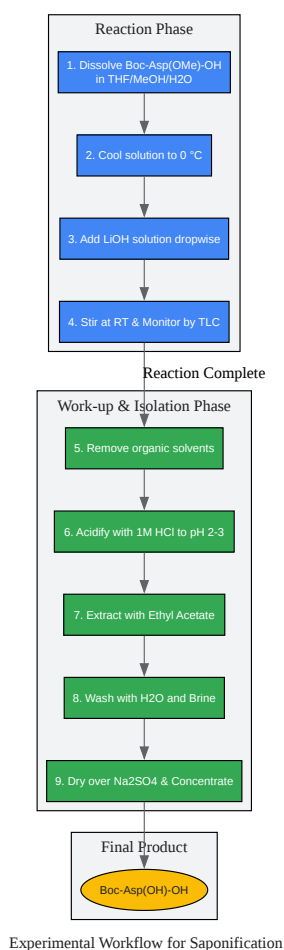 Reaction Phase
1. Dissolve Boc-Asp(OMe)-OH
in THF/MeOH/H2O
2. Cool solution to 0 °C
3. Add LiOH solution dropwise
4. Stir at RT & Monitor by TLC
Reaction Complete
Work-up & Isolation Phase
5. Remove organic solvents
6. Acidify with 1M HCl to pH 2-3
7. Extract with Ethyl Acetate
8. Wash with H2O and Brine
9. Dry over Na2SO4 & Concentrate
Final Product
Boc-Asp(OH)-OH
Experimental Workflow for Saponification